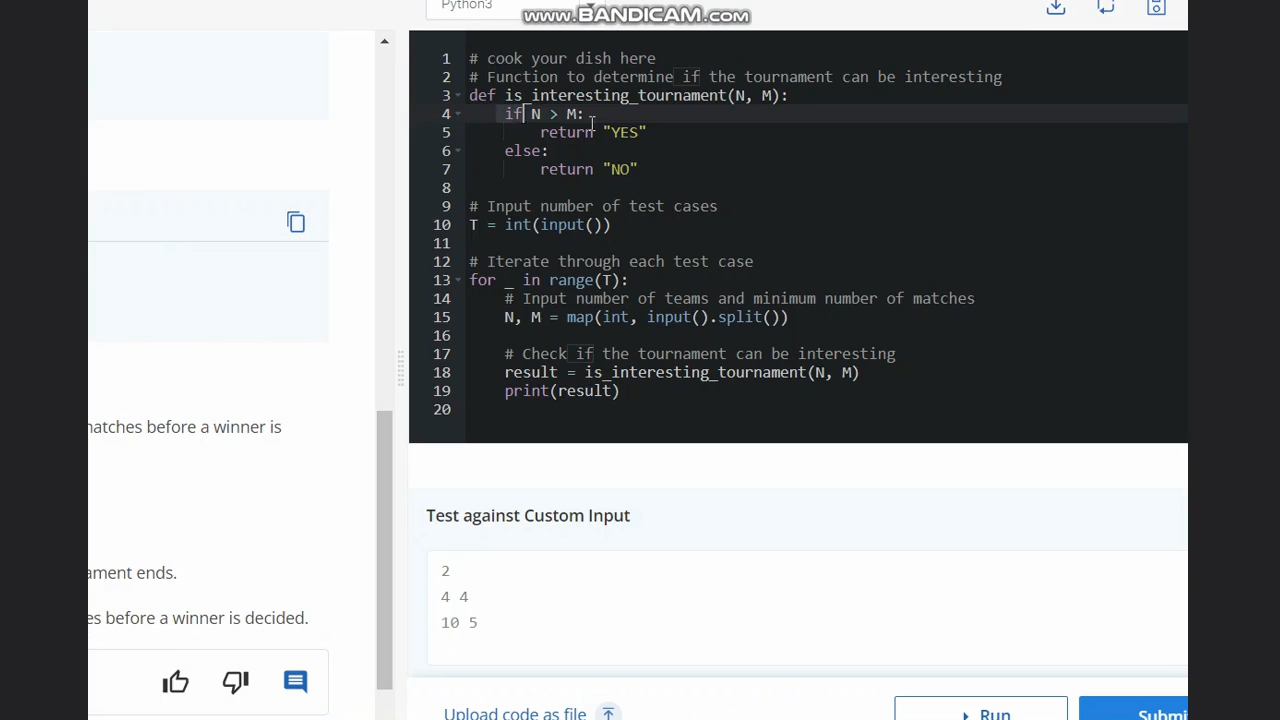 Python3
www.BANDICAM.com
1 # cook your dish here
2 # Function to determine if the tournament can be interesting
3 def is_interesting_tournament(N, M):
4 if N > M:
5 return "YES"
6 else:
7 return "NO"
8
9 # Input number of test cases
10 T = int(input())
11
12 # Iterate through each test case
13 for _ in range(T):
14 # Input number of teams and minimum number of matches
15 N, M = map(int, input().split())
16
17 # Check if the tournament can be interesting
18 result = is_interesting_tournament(N, M)
19 print(result)
20
natches before a winner is
ament ends.
es before a winner is decided.
Test against Custom Input
2
4 4
10 5
Upload code as file
Run
Submi